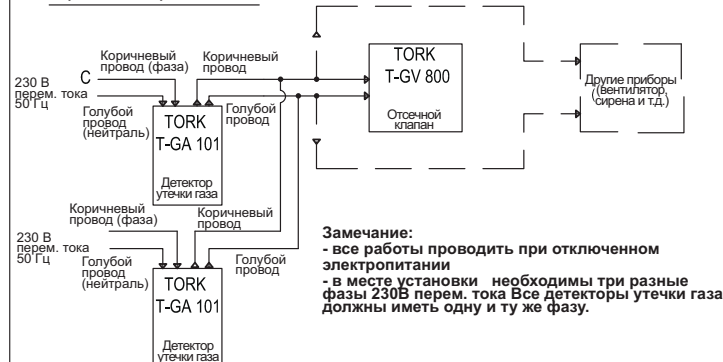 Коричневый
провод (фаза)
Коричневый
провод
230 В
перем. тока
50 Гц
С
Голубой
провод
(нейтраль)
TORK
T-GA 101
Детектор
утечки газа
Голубой
провод
TORK
T-GV 800
Отсечной
клапан
Другие приборы
((вентилятор,
сирена и т.д.)
Коричневый
провод (фаза)
Коричневый
провод
230 В
перем. тока
50 Гц
Голубой
провод
(нейтраль)
TORK
T-GA 101
Детектор
утечки газа
Голубой
провод
Замечание:
- все работы проводить при отключенном
электропитании
- в месте установки необходимы три разные
фазы 230В перем. тока Все детекторы утечки газа
должны иметь одну и ту же фазу.